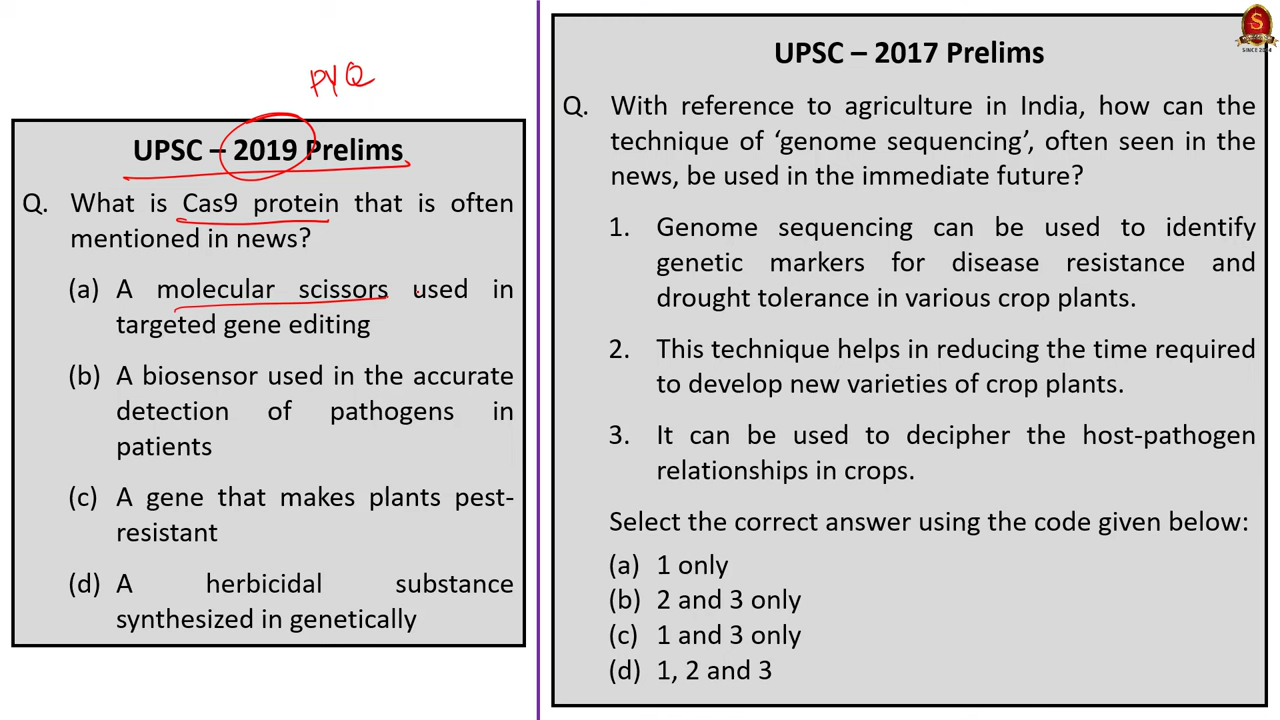 PYQ
UPSC – 2019 Prelims
Q. What is Cas9 protein that is often
mentioned in news?
(a) A molecular scissors used in
targeted gene editing
(b) A biosensor used in the accurate
detection of pathogens in
patients
(c) A gene that makes plants pest-
resistant
(d) A herbicidal substance
synthesized in genetically
UPSC – 2017 Prelims
Q. With reference to agriculture in India, how can the
technique of ‘genome sequencing’, often seen in the
news, be used in the immediate future?
1. Genome sequencing can be used to identify
genetic markers for disease resistance and
drought tolerance in various crop plants.
2. This technique helps in reducing the time required
to develop new varieties of crop plants.
3. It can be used to decipher the host-pathogen
relationships in crops.
Select the correct answer using the code given below:
(a) 1 only
(b) 2 and 3 only
(c) 1 and 3 only
(d) 1, 2 and 3
S